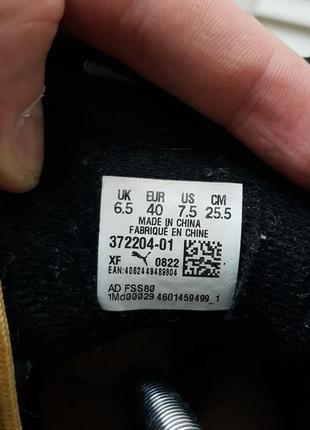 UK EUR US CM
6.5 40 7.5 25.5
MADE IN CHINA
FABRIQUÉ EN CHINE
372204-01
XF 0822
EAN:4062449489804
AD FSS80
1Md00029 4601459499_1